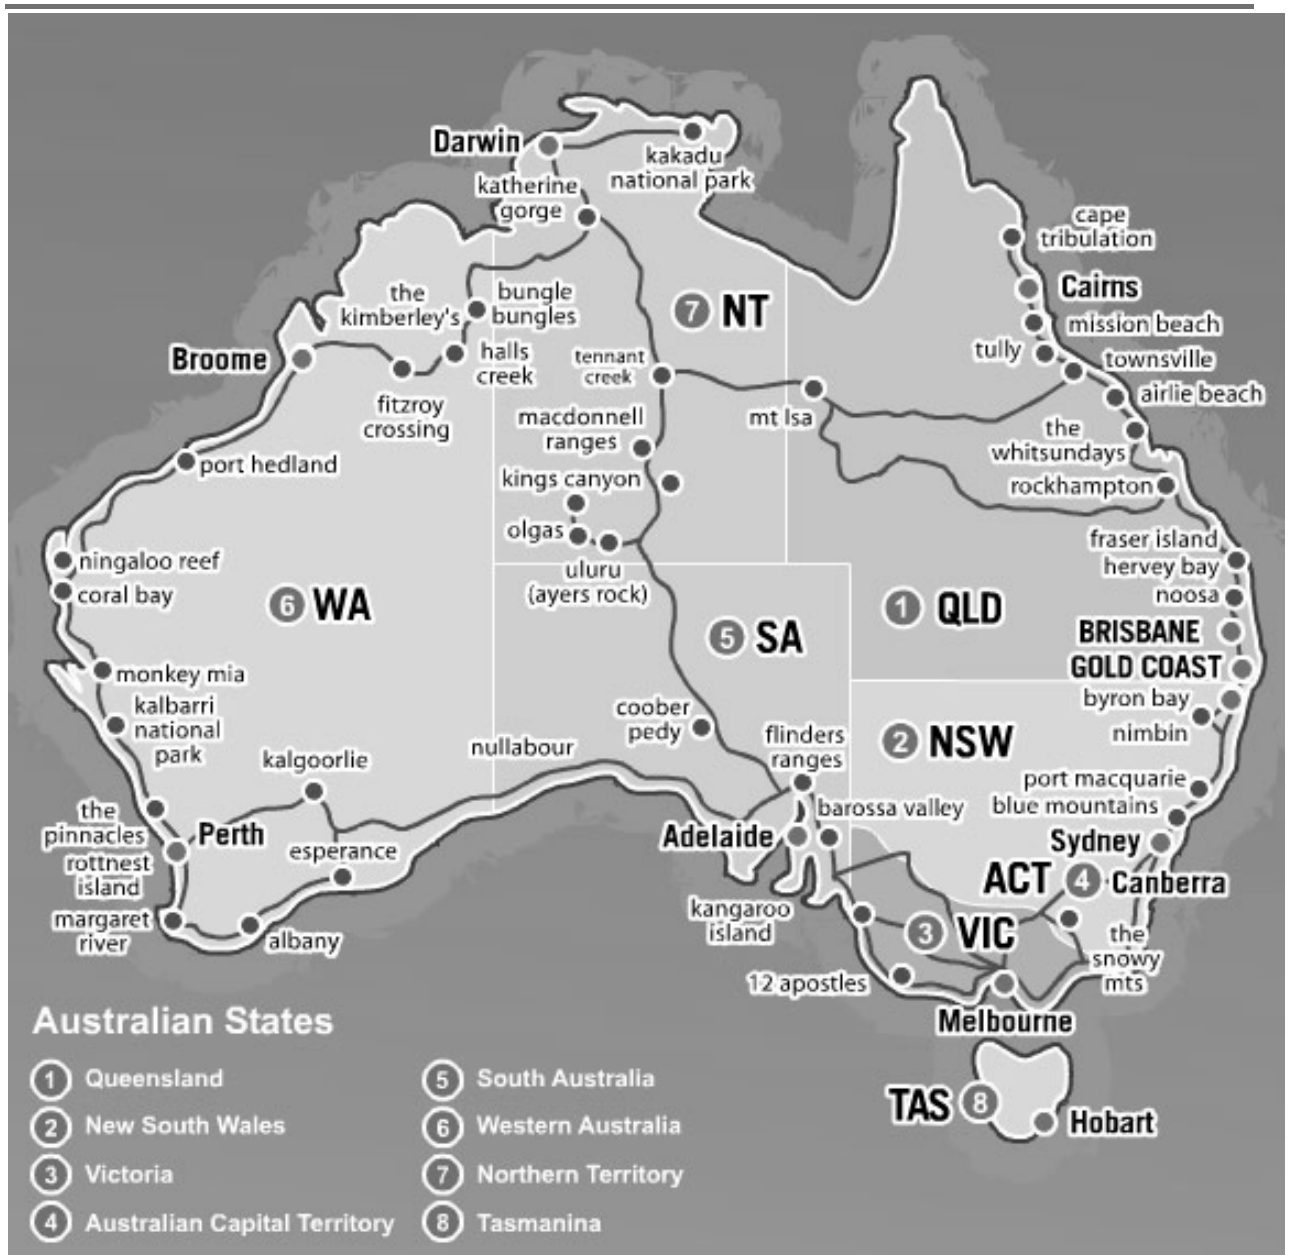 Darwin
kakadu
national park
katherine
gorge
cape
tribulation
the
kimberley's
bungle
bungles
7 NT
Cairns
mission beach
Broome
halls
creek
tennant
creek
tully
townsville
airlie beach
fitzroy
crossing
macdonnell
ranges
mt Isa
the
whitsundays
port hedland
kings canyon
rockhampton
olgas
uluru
(ayers rock)
ningaloo reef
coral bay
fraser island
hervey bay
noosa
6 WA
1 QLD
5 SA
BRISBANE
GOLD COAST
monkey mia
kalbarri
national
park
byron bay
nimbin
coober
pedy
flinders
ranges
2 NSW
nullabour
kalgoorlie
port macquarie
blue mountains
the
pinnacles
Perth
rottnest
island
esperance
Adelaide
barossa valley
Sydney
ACT 4 Canberra
margaret
river
albany
kangaroo
island
3 VIC
the
snowy
mts
12 apostles
Melbourne
TAS 8
Hobart
Australian States
1 Queensland
2 New South Wales
3 Victoria
4 Australian Capital Territory
5 South Australia
6 Western Australia
7 Northern Territory
8 Tasmanina